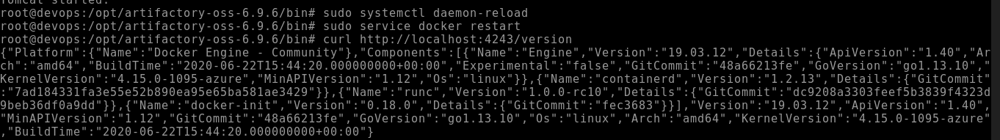 Tomcat started.
root@devops:/opt/artifactory-oss-6.9.6/bin# sudo systemctl daemon-reload
root@devops:/opt/artifactory-oss-6.9.6/bin# sudo service docker restart
root@devops:/opt/artifactory-oss-6.9.6/bin# curl http://localhost:4243/version
{"Platform":{"Name":"Docker Engine - Community"},"Components":[{"Name":"Engine","Version":"19.03.12","Details":{"ApiVersion":"1.40","Ar
ch":"amd64","BuildTime":"2020-06-22T15:44:20.000000000+00:00","Experimental":"false","GitCommit":"48a66213fe","GoVersion":"go1.13.10","
KernelVersion":"4.15.0-1095-azure","MinAPIVersion":"1.12","Os":"linux"}},{"Name":"containerd","Version":"1.2.13","Details":{"GitCommit"
:"7ad184331fa3e55e52b890ea95e65ba581ae3429"}},{"Name":"runc","Version":"1.0.0-rc10","Details":{"GitCommit":"dc9208a3303feef5b3839f4323d
9beb36df0a9dd"}},{"Name":"docker-init","Version":"0.18.0","Details":{"GitCommit":"fec3683"}}],"Version":"19.03.12","ApiVersion":"1.40",
"MinAPIVersion":"1.12","GitCommit":"48a66213fe","GoVersion":"go1.13.10","Os":"linux","Arch":"amd64","KernelVersion":"4.15.0-1095-azure"
,"BuildTime":"2020-06-22T15:44:20.000000000+00:00"}